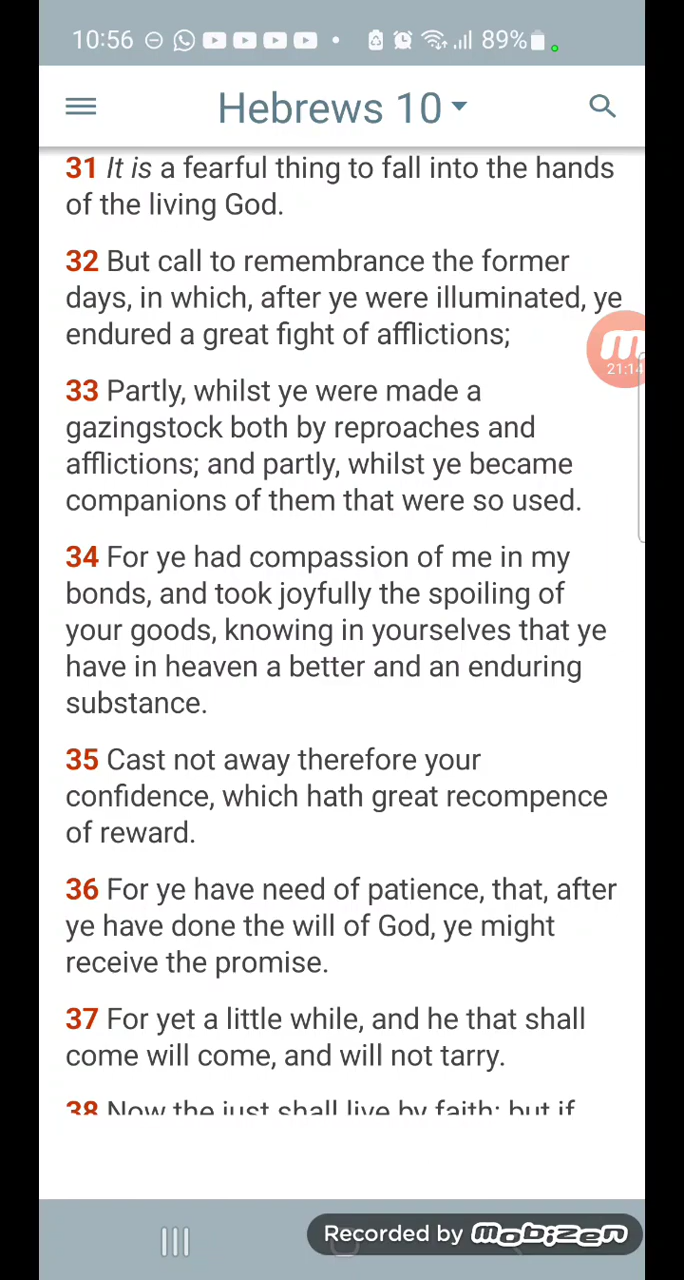 10:56 89%
Hebrews 10
31 It is a fearful thing to fall into the hands
of the living God.
32 But call to remembrance the former
days, in which, after ye were illuminated, ye
endured a great fight of afflictions;
21:14
33 Partly, whilst ye were made a
gazingstock both by reproaches and
afflictions; and partly, whilst ye became
companions of them that were so used.
34 For ye had compassion of me in my
bonds, and took joyfully the spoiling of
your goods, knowing in yourselves that ye
have in heaven a better and an enduring
substance.
35 Cast not away therefore your
confidence, which hath great recompence
of reward.
36 For ye have need of patience, that, after
ye have done the will of God, ye might
receive the promise.
37 For yet a little while, and he that shall
come will come, and will not tarry.
38 Now the just shall live by faith: but if
Recorded by mobizen